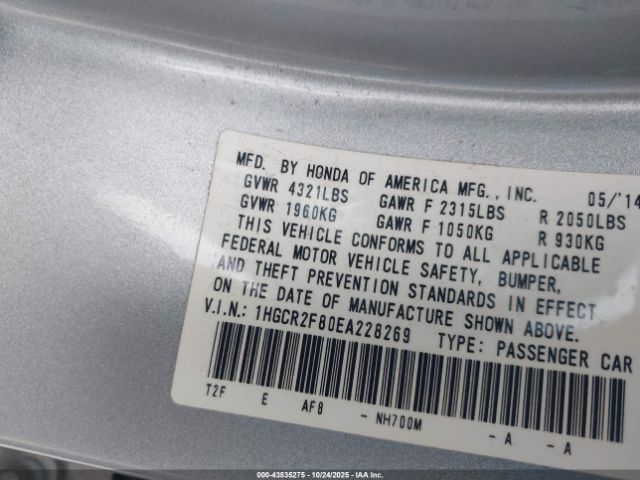 MFD. BY HONDA OF AMERICA MFG., INC. 05/'14
GVWR 4321LBS GAWR F 2315LBS R 2050LBS
GVWR 1960KG GAWR F 1050KG R 930KG
THIS VEHICLE CONFORMS TO ALL APPLICABLE
FEDERAL MOTOR VEHICLE SAFETY, BUMPER,
AND THEFT PREVENTION STANDARDS IN EFFECT
ON THE DATE OF MANUFACTURE SHOWN ABOVE.
V.I.N.: 1HGCR2F80EA228269 TYPE: PASSENGER CAR
T2F E AF8 - NH700M - A - A
000-43535275 - 10/24/2025 - IAAI.COM